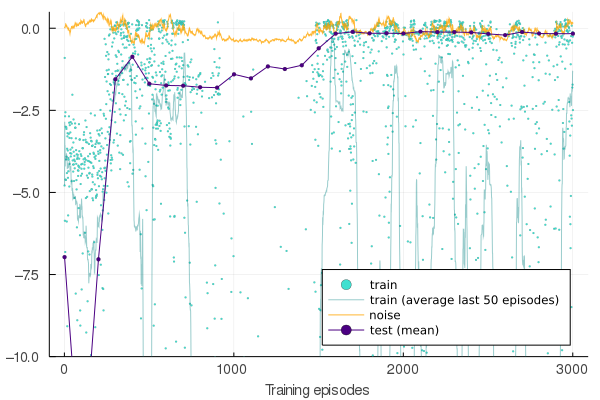 0.0
−2.5
−5.0
−7.5
−10.0
0
1000
2000
3000
Training episodes
train
train (average last 50 episodes)
noise
test (mean)